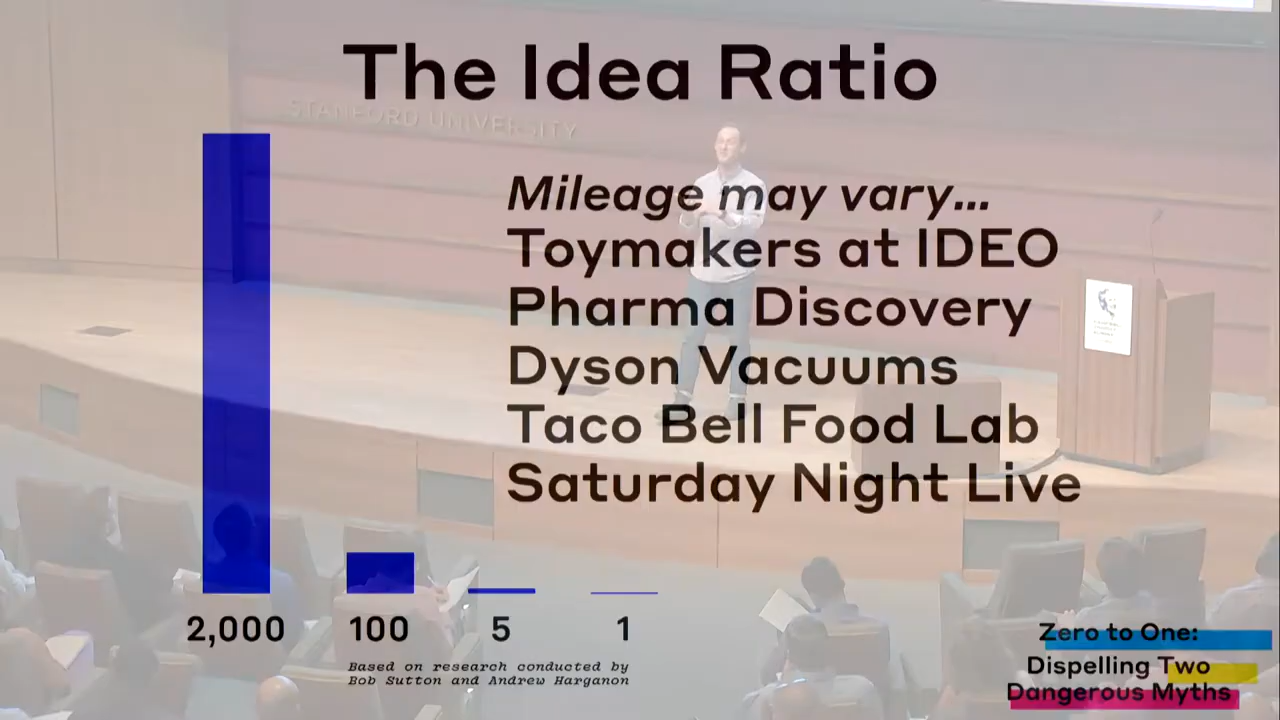 The Idea Ratio
STANFORD UNIVERSITY
Mileage may vary...
Toymakers at IDEO
Pharma Discovery
Dyson Vacuums
Taco Bell Food Lab
Saturday Night Live
2,000 100 5 1
Based on research conducted by
Bob Sutton and Andrew Harganon
Zero to One:
Dispelling Two
Dangerous Myths